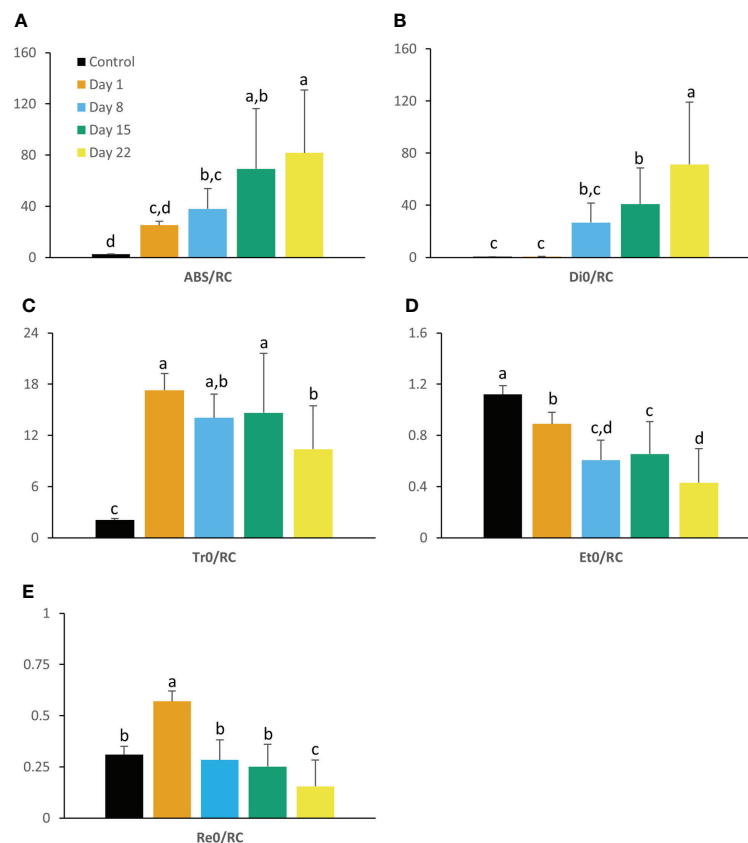 A
160
120
80
40
0
Control
Day 1
Day 8
Day 15
Day 22
d
c,d
b,c
a,b
a
ABS/RC
B
160
120
80
40
0
c
c
b,c
b
a
Di0/RC
C
24
18
12
6
0
c
a
a,b
a
b
Tr0/RC
D
1.6
1.2
0.8
0.4
0
a
b
c,d
c
d
Et0/RC
E
1
0.75
0.5
0.25
0
b
a
b
b
c
Re0/RC